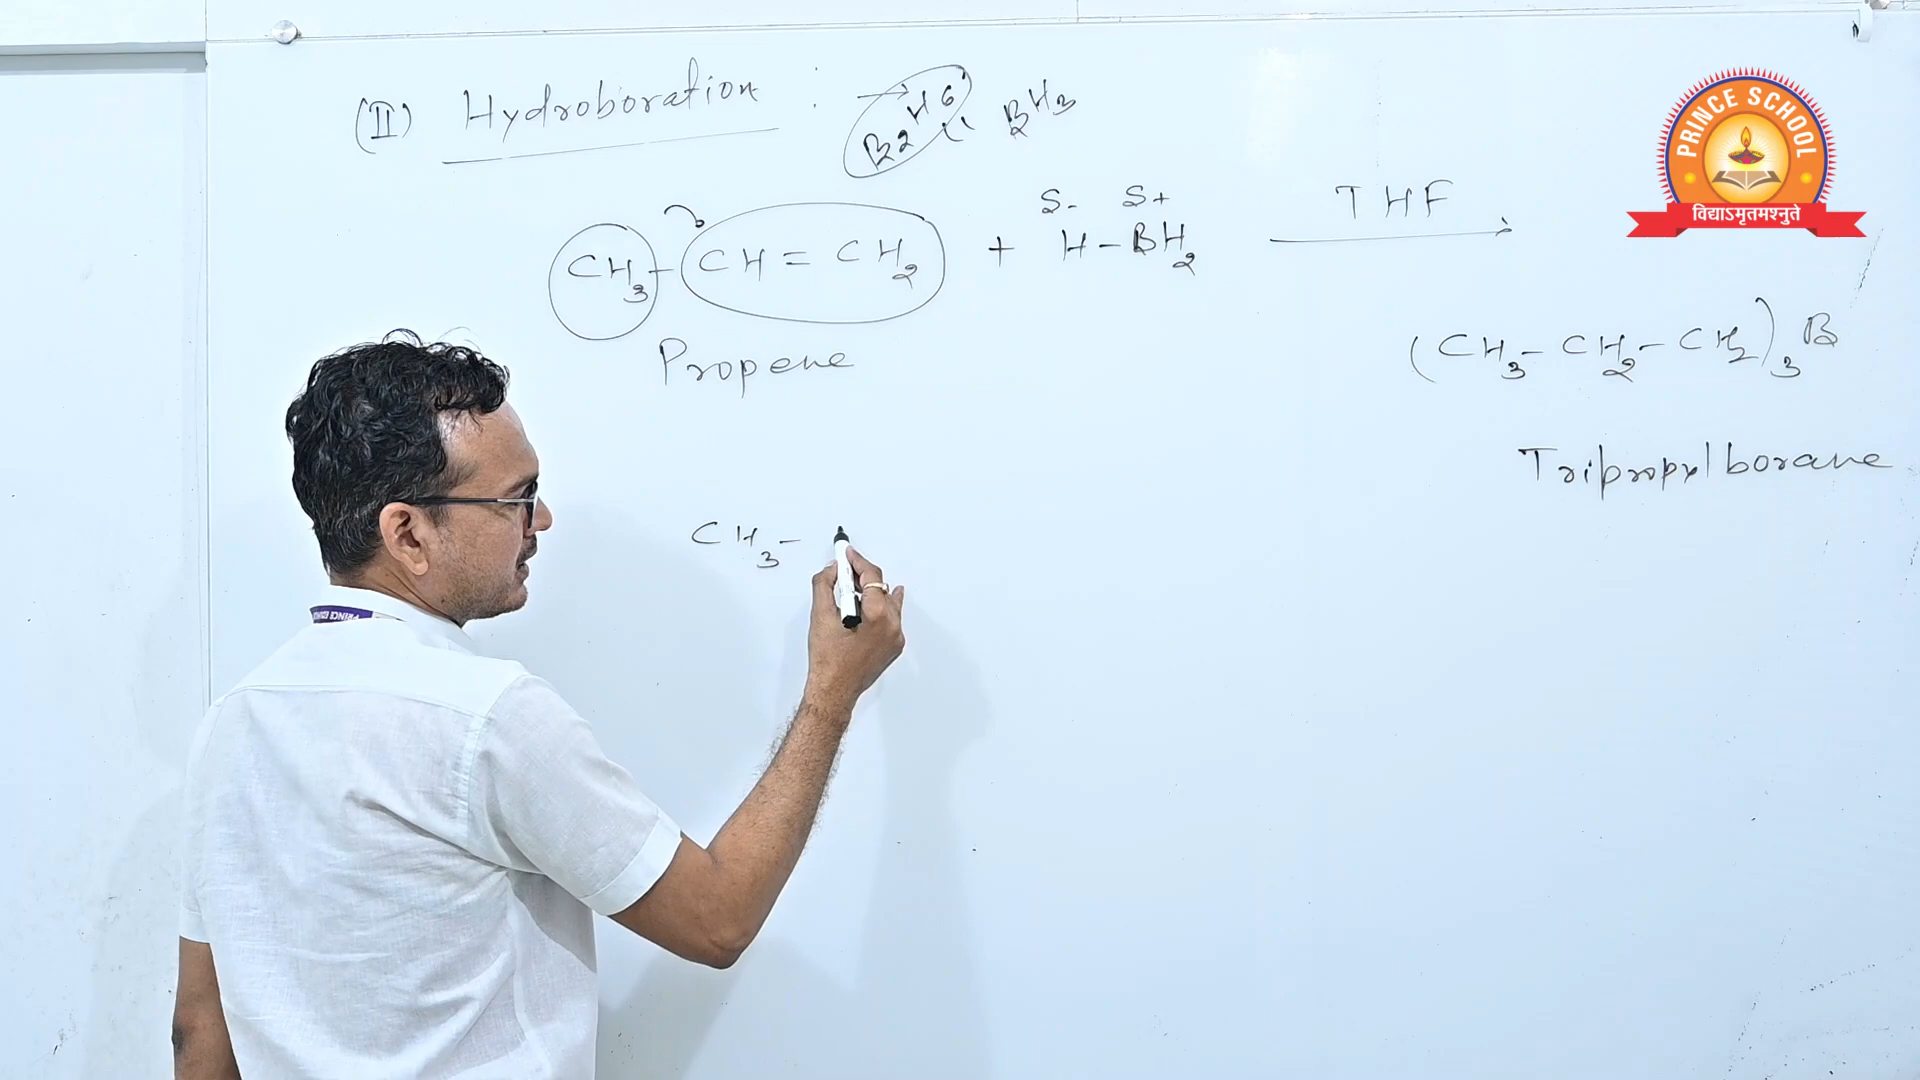 (II) Hydroboration : → B2H6 BH3
S- S+
CH3 - CH = CH2 + H - BH2 THF →
(CH3 - CH2 - CH2)3 B
Propene
Tripropylborane
CH3 -
PRINCE SCHOOL
विद्याऽमृतमश्नुते